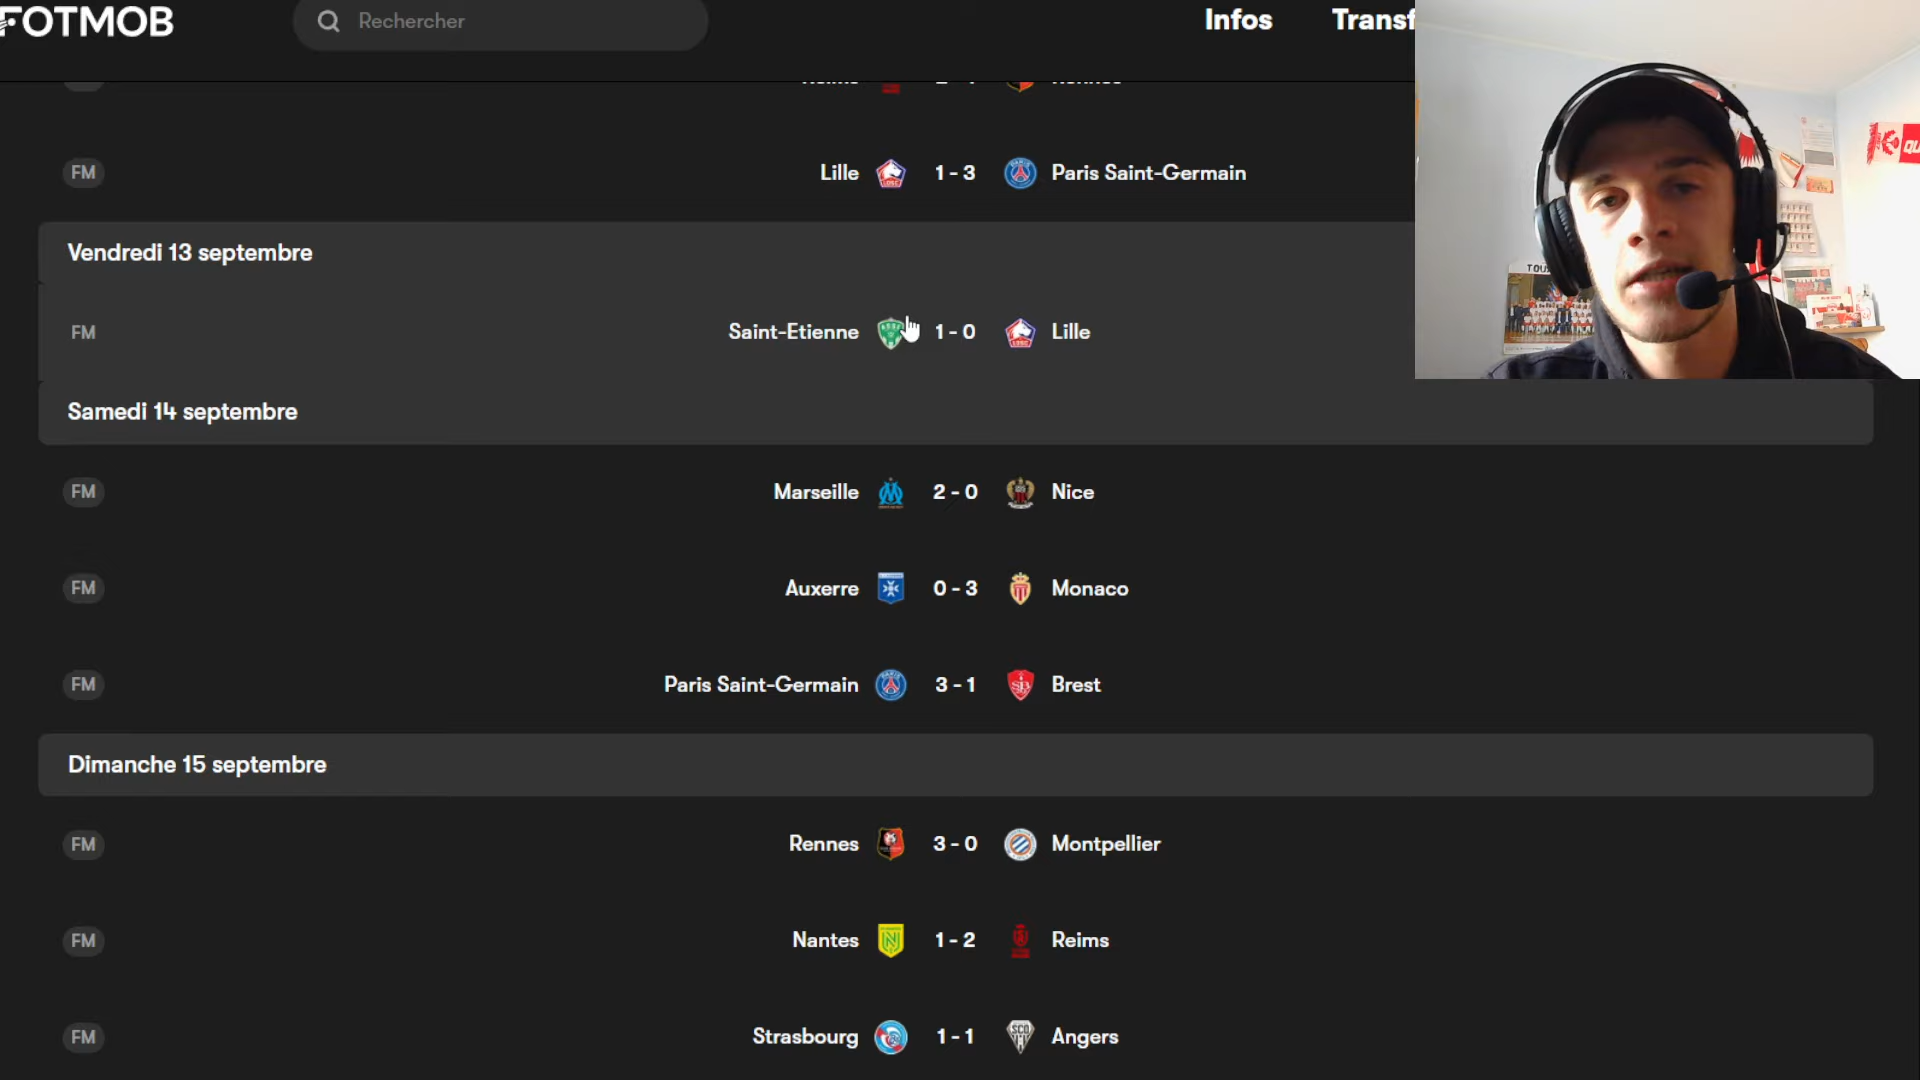 FOTMOB
Rechercher
Infos
Transf
FM
Lille 1 - 3 Paris Saint-Germain
Vendredi 13 septembre
FM
Saint-Etienne 1 - 0 Lille
Samedi 14 septembre
FM
Marseille 2 - 0 Nice
FM
Auxerre 0 - 3 Monaco
FM
Paris Saint-Germain 3 - 1 Brest
Dimanche 15 septembre
FM
Rennes 3 - 0 Montpellier
FM
Nantes 1 - 2 Reims
FM
Strasbourg 1 - 1 Angers